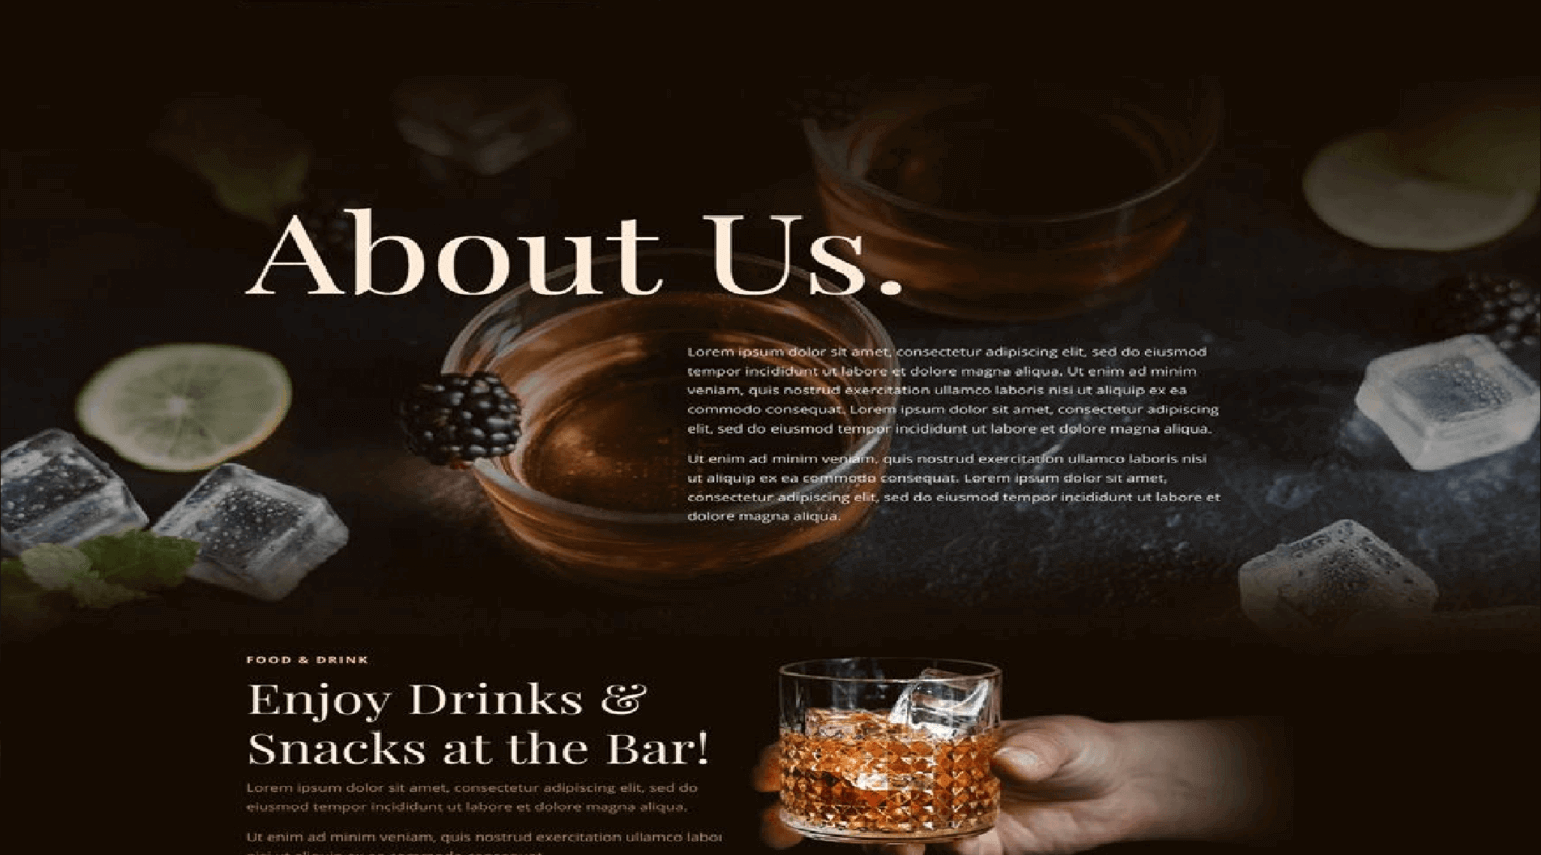 About Us.
Lorem ipsum dolor sit amet, consectetur adipiscing elit, sed do eiusmod
tempor incididunt ut labore et dolore magna aliqua. Ut enim ad minim
veniam, quis nostrud exercitation ullamco laboris nisi ut aliquip ex ea
commodo consequat. Lorem ipsum dolor sit amet, consectetur adipiscing
elit, sed do eiusmod tempor incididunt ut labore et dolore magna aliqua.
Ut enim ad minim veniam, quis nostrud exercitation ullamco laboris nisi
ut aliquip ex ea commodo consequat. Lorem ipsum dolor sit amet,
consectetur adipiscing elit, sed do eiusmod tempor incididunt ut labore et
dolore magna aliqua.
FOOD & DRINK
Enjoy Drinks &
Snacks at the Bar!
Lorem ipsum dolor sit amet, consectetur adipiscing elit, sed do
eiusmod tempor incididunt ut labore et dolore magna aliqua.
Ut enim ad minim veniam, quis nostrud exercitation ullamco